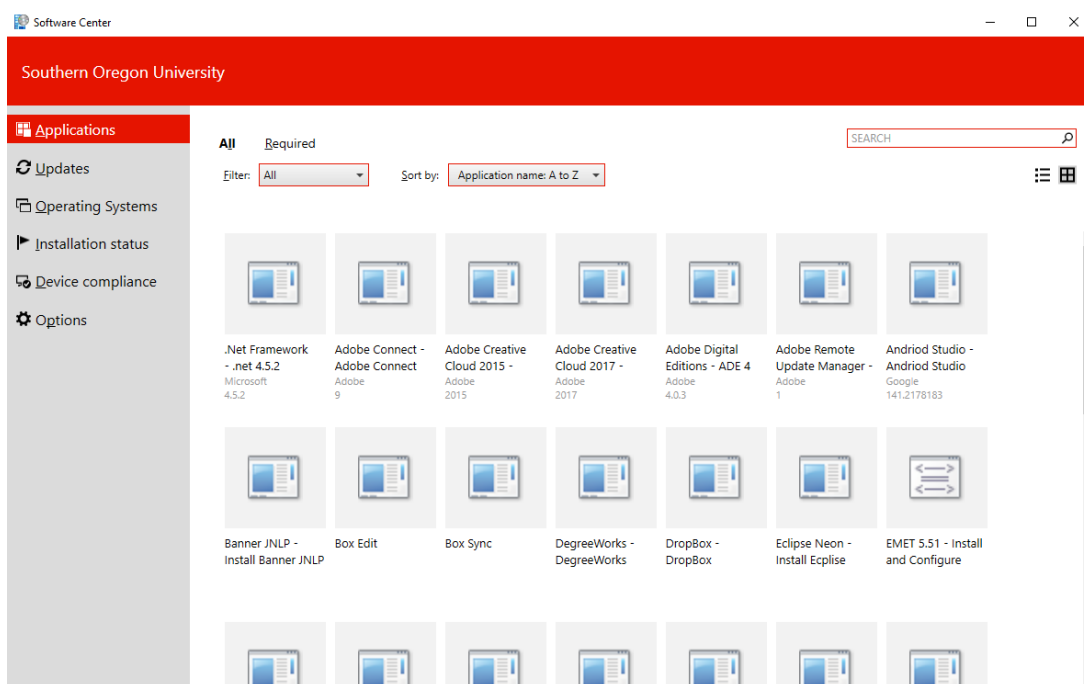 Software Center
Southern Oregon University
Applications
Updates
Operating Systems
Installation status
Device compliance
Options
All Required
SEARCH
Filter: All Sort by: Application name: A to Z
.Net Framework
- .net 4.5.2
Microsoft
4.5.2
Adobe Connect -
Adobe Connect
Adobe
9
Adobe Creative
Cloud 2015 -
Adobe
2015
Adobe Creative
Cloud 2017 -
Adobe
2017
Adobe Digital
Editions - ADE 4
Adobe
4.0.3
Adobe Remote
Update Manager -
Adobe
1
Andriod Studio -
Andriod Studio
Google
141.2178183
Banner JNLP -
Install Banner JNLP
Box Edit
Box Sync
DegreeWorks -
DegreeWorks
DropBox -
DropBox
Eclipse Neon -
Install Ecplise
EMET 5.51 - Install
and Configure